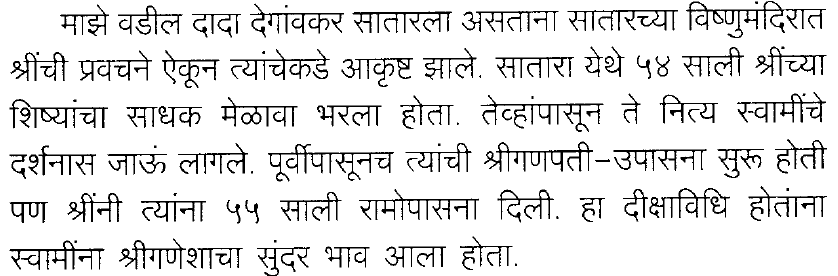 माझे वडील दादा देगांवकर सातारला असताना सातारच्या विष्णुमंदिरात
श्रींची प्रवचने ऐकून त्यांचेकडे आकृष्ट झाले. सातारा येथे ५४ साली श्रींच्या
शिष्यांचा साधक मेळावा भरला होता. तेव्हांपासून ते नित्य स्वामींचे
दर्शनास जाऊं लागले. पूर्वीपासूनच त्यांची श्रीगणपती-उपासना सुरू होती
पण श्रींनी त्यांना ५५ साली रामोपासना दिली. हा दीक्षाविधि होतांना
स्वामींना श्रीगणेशाचा सुंदर भाव आला होता.